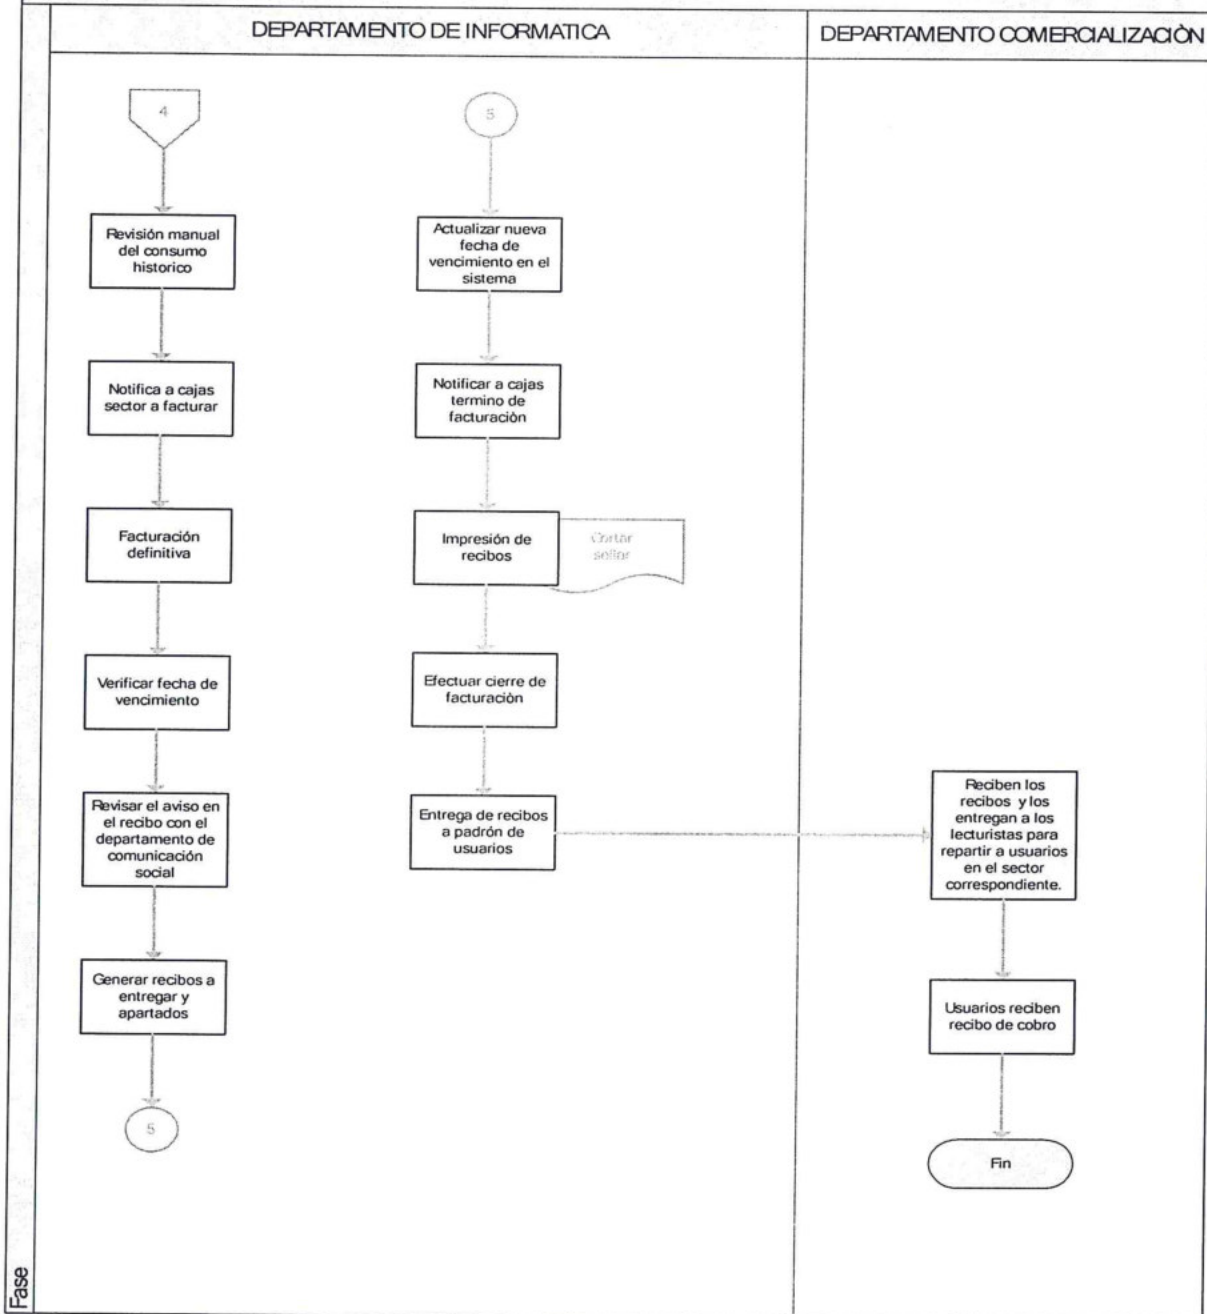 DEPARTAMENTO DE INFORMATICA
DEPARTAMENTO COMERCIALIZACIÒN
4
Revisión manual
del consumo
historico
Notifica a cajas
sector a facturar
Facturación
definitiva
Verificar fecha de
vencimiento
Revisar el aviso en
el recibo con el
departamento de
comunicación
social
Generar recibos a
entregar y
apartados
5
5
Actualizar nueva
fecha de
vencimiento en el
sistema
Notificar a cajas
termino de
facturaciòn
Impresión de
recibos
Cortar
sellar
Efectuar cierre de
facturaciòn
Entrega de recibos
a padrón de
usuarios
Reciben los
recibos y los
entregan a los
lecturistas para
repartir a usuarios
en el sector
correspondiente.
Usuarios reciben
recibo de cobro
Fin
Fase